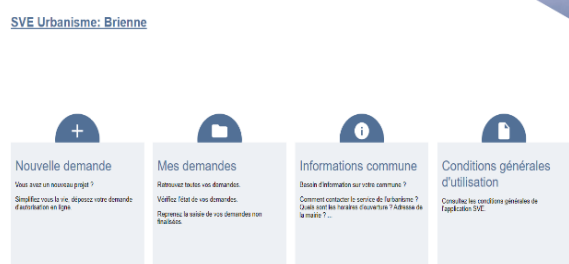 SVE Urbanisme: Brienne
Nouvelle demande
Vous avez un nouveau projet ?
Simplifiez vous la vie, déposez votre demande
d'autorisation en ligne.
Mes demandes
Retrouvez toutes vos demandes.
Vérifiez l'état de vos demandes.
Reprenez la saisie de vos demandes non
finalisées.
Informations commune
Besoin d'information sur votre commune ?
Comment contacter le service de l'urbanisme ?
Quels sont les horaires d'ouverture ? Adresse de
la mairie ? ...
Conditions générales
d'utilisation
Consultez les conditions générales de
l'application SVE.